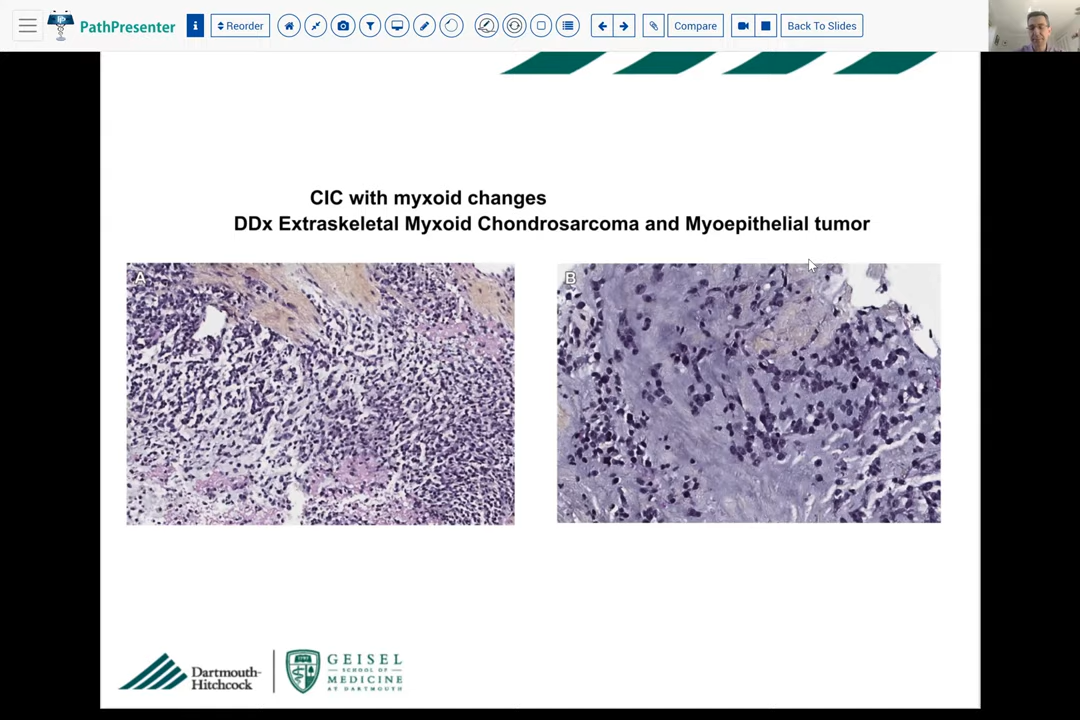 PathPresenter
Reorder
Compare
Back To Slides
CIC with myxoid changes
DDx Extraskeletal Myxoid Chondrosarcoma and Myoepithelial tumor
A
B
Dartmouth-
Hitchcock
GEISEL
SCHOOL OF
MEDICINE
AT DARTMOUTH